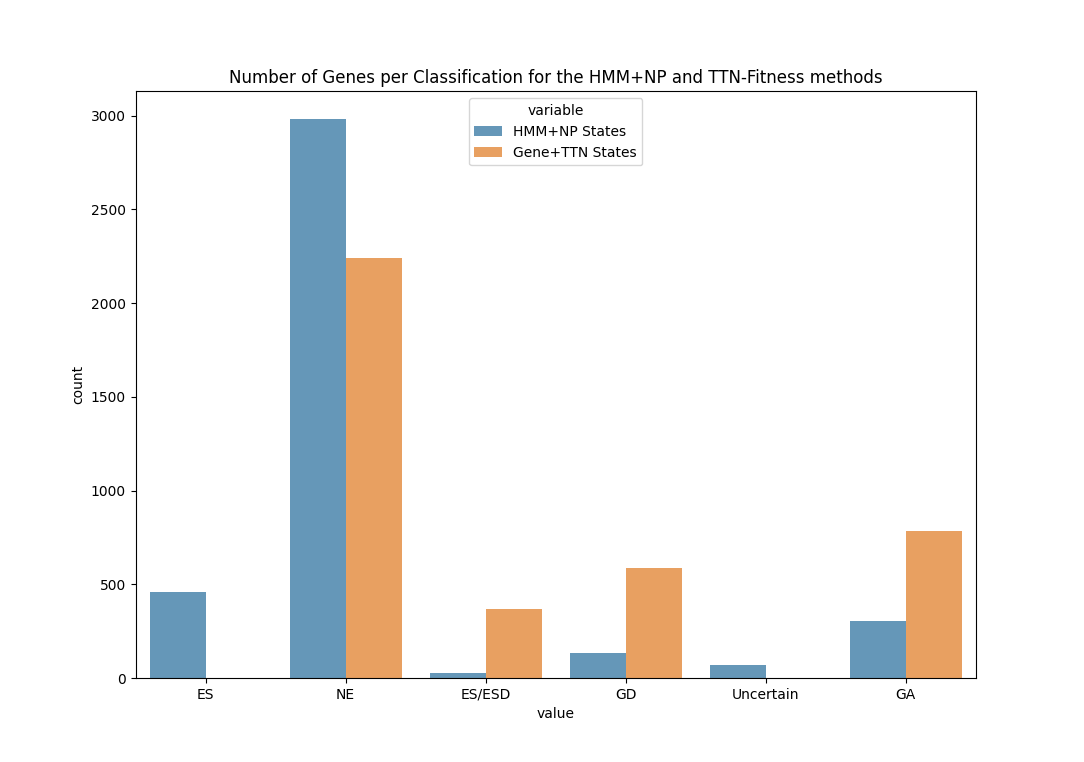 Number of Genes per Classification for the HMM+NP and TTN-Fitness methods
variable
HMM+NP States
Gene+TTN States
3000
2500
2000
1500
1000
500
0
count
ES NE ES/ESD GD Uncertain GA
value